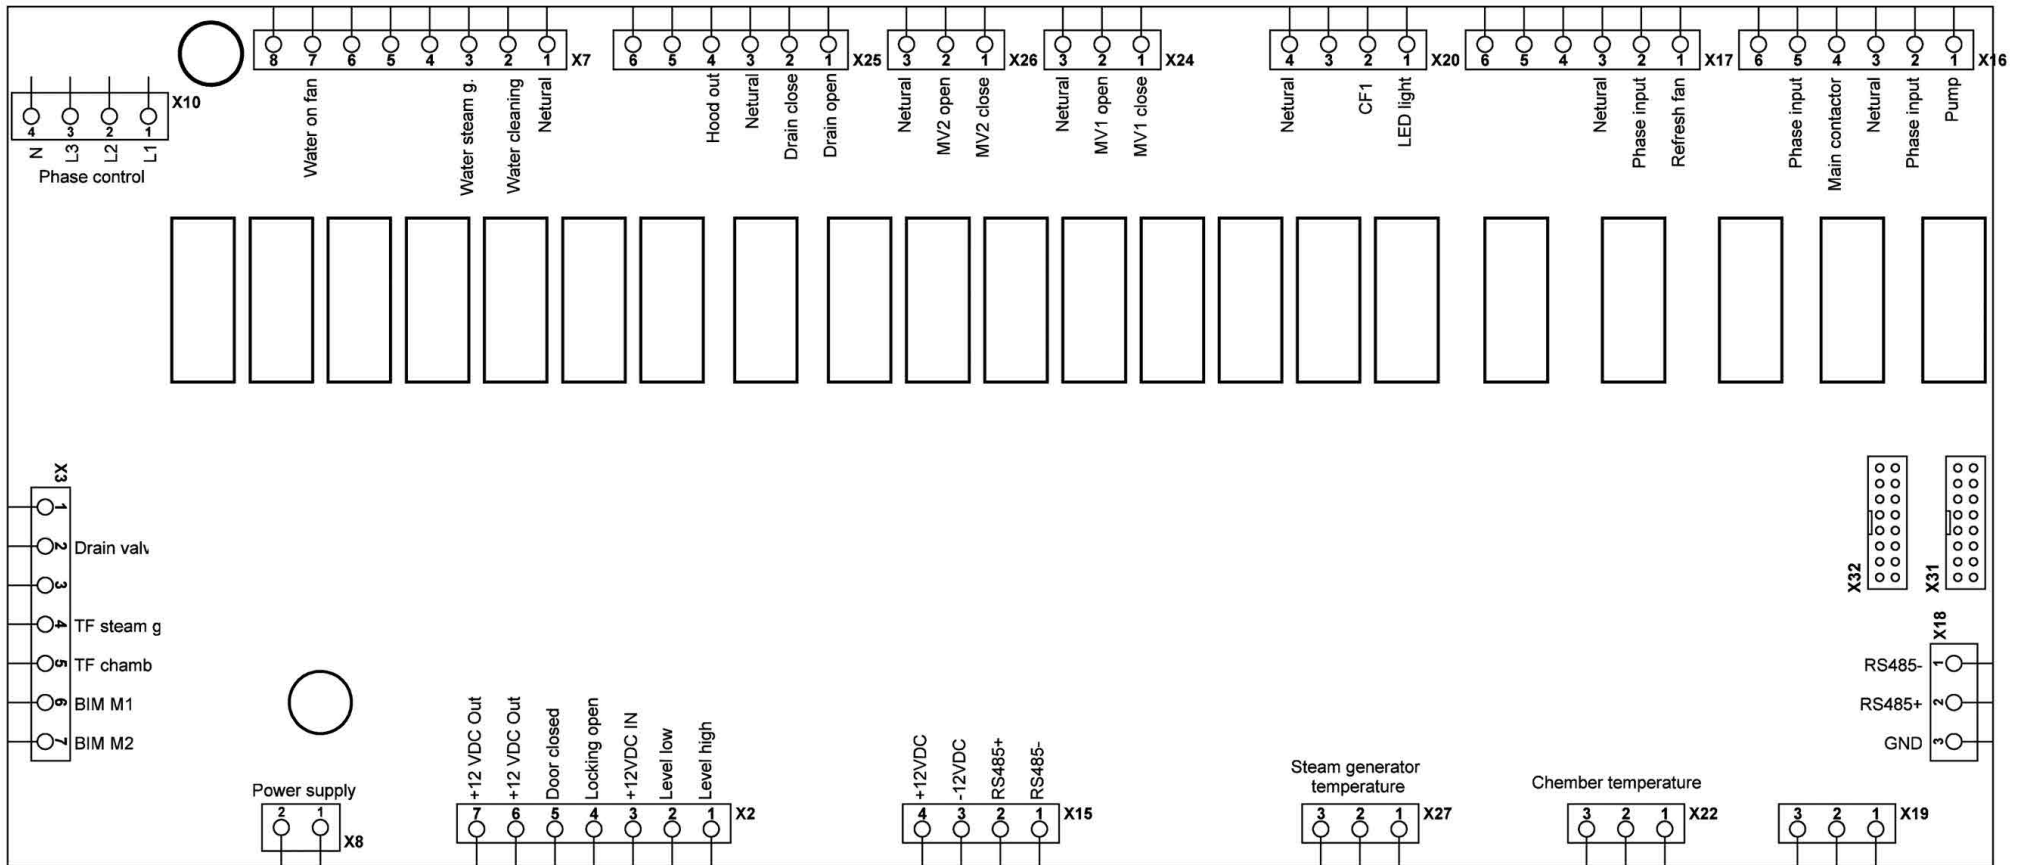 8 7 6 5 4 3 2 1 X7
6 5 4 3 2 1 X25
3 2 1 X26
3 2 1 X24
4 3 2 1 X20
6 5 4 3 2 1 X17
6 5 4 3 2 1 X16
Water on fan
Water steam g.
Water cleaning
Netural
Hood out
Netural
Drain close
Drain open
Netural
MV2 open
MV2 close
Netural
MV1 open
MV1 close
Netural
CF1
LED light
Netural
Phase input
Refresh fan
Phase input
Main contactor
Netural
Phase input
Pump
X10
4 3 2 1
N L3 L2 L1
Phase control
X3
1
2 Drain valv
3
4 TF steam g
5 TF chamb
6 BIM M1
7 BIM M2
X32
X31
X18
RS485- 1
RS485+ 2
GND 3
Power supply
2 1
X8
+12 VDC Out
+12 VDC Out
Door closed
Locking open
+12VDC IN
Level low
Level high
7 6 5 4 3 2 1 X2
+12VDC
-12VDC
RS485+
RS485-
4 3 2 1 X15
Steam generator
temperature
3 2 1 X27
Chember temperature
3 2 1 X22
3 2 1 X19